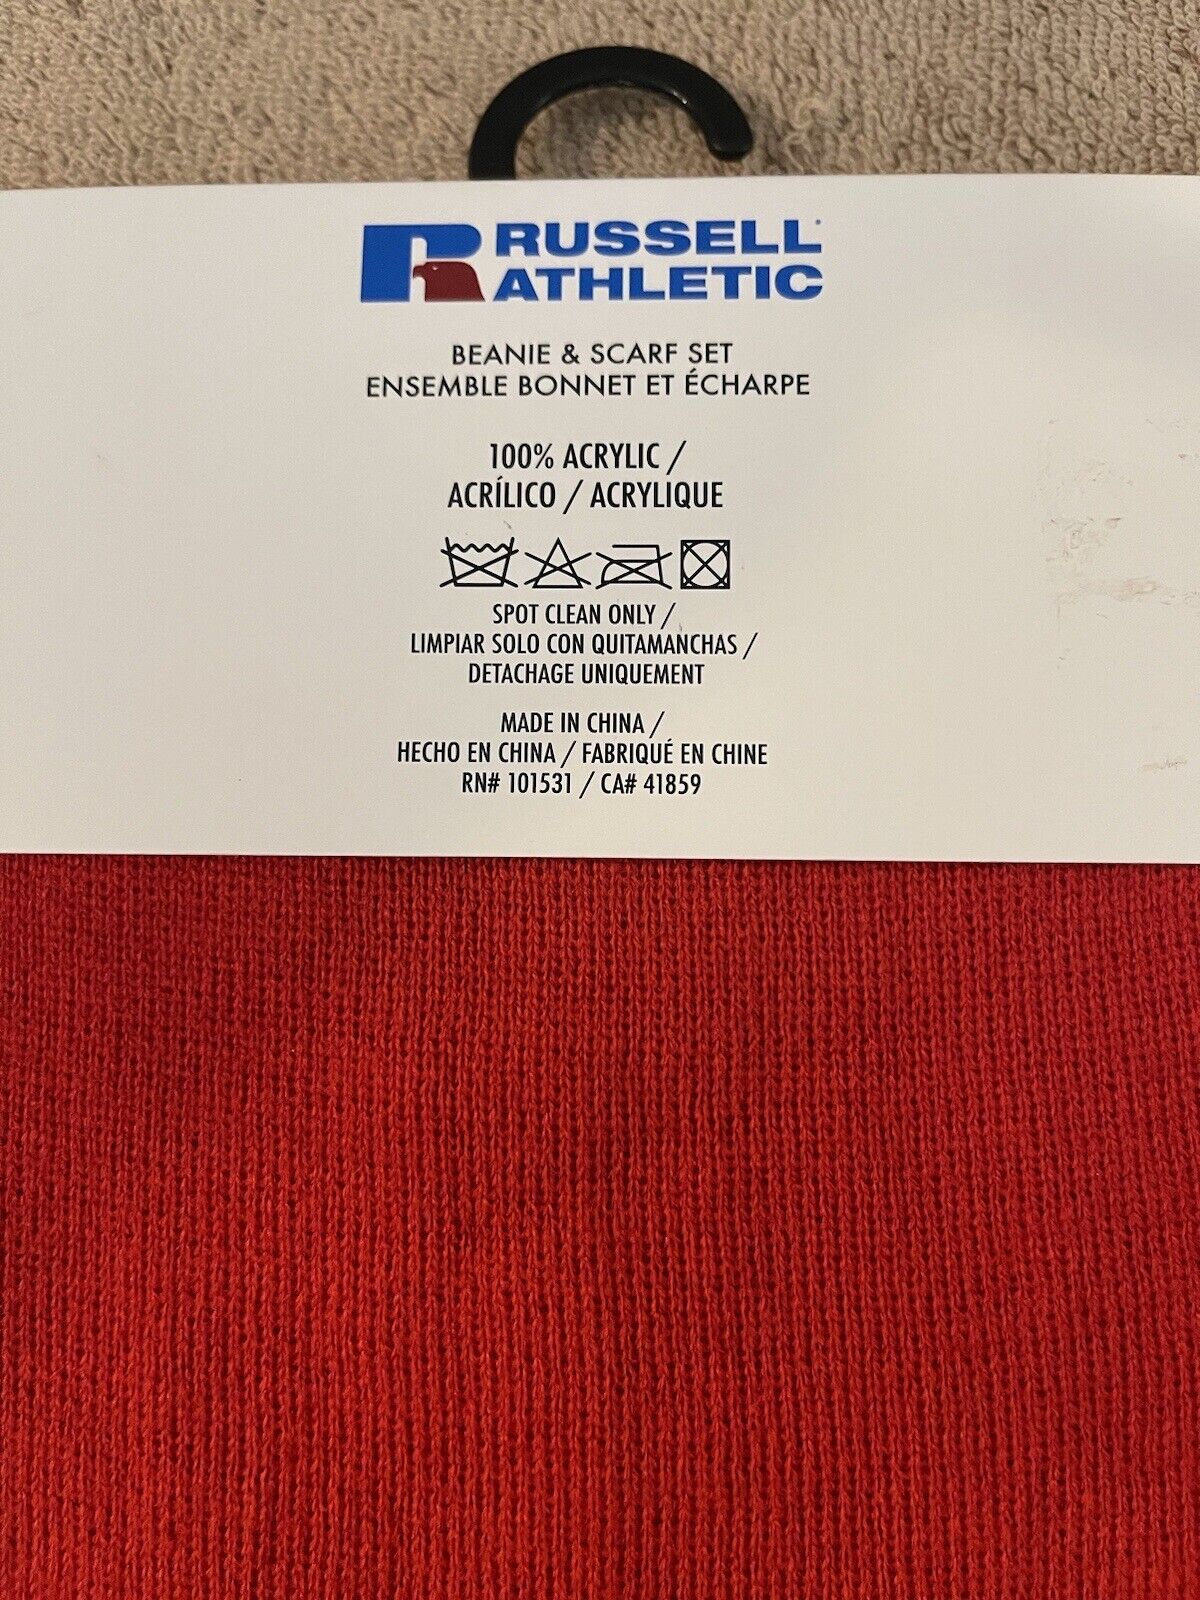 RUSSELL
ATHLETIC
BEANIE & SCARF SET
ENSEMBLE BONNET ET ÉCHARPE
100% ACRYLIC /
ACRÍLICO / ACRYLIQUE
SPOT CLEAN ONLY /
LIMPIAR SOLO CON QUITAMANCHAS /
DETACHAGE UNIQUEMENT
MADE IN CHINA /
HECHO EN CHINA / FABRIQUÉ EN CHINE
RN# 101531 / CA# 41859